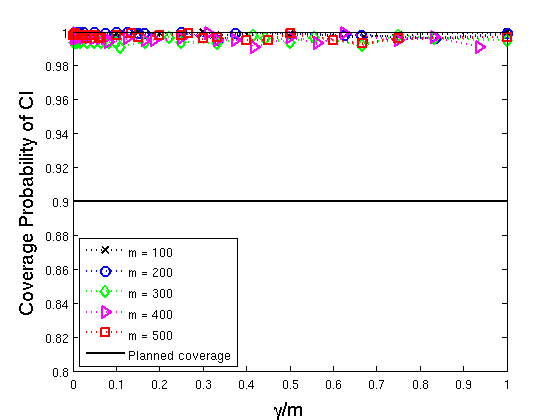 1
0.98
0.96
0.94
0.92
0.9
0.88
0.86
0.84
0.82
0.8
Coverage Probability of CI
m = 100
m = 200
m = 300
m = 400
m = 500
Planned coverage
0 0.1 0.2 0.3 0.4 0.5 0.6 0.7 0.8 0.9 1
γ/m